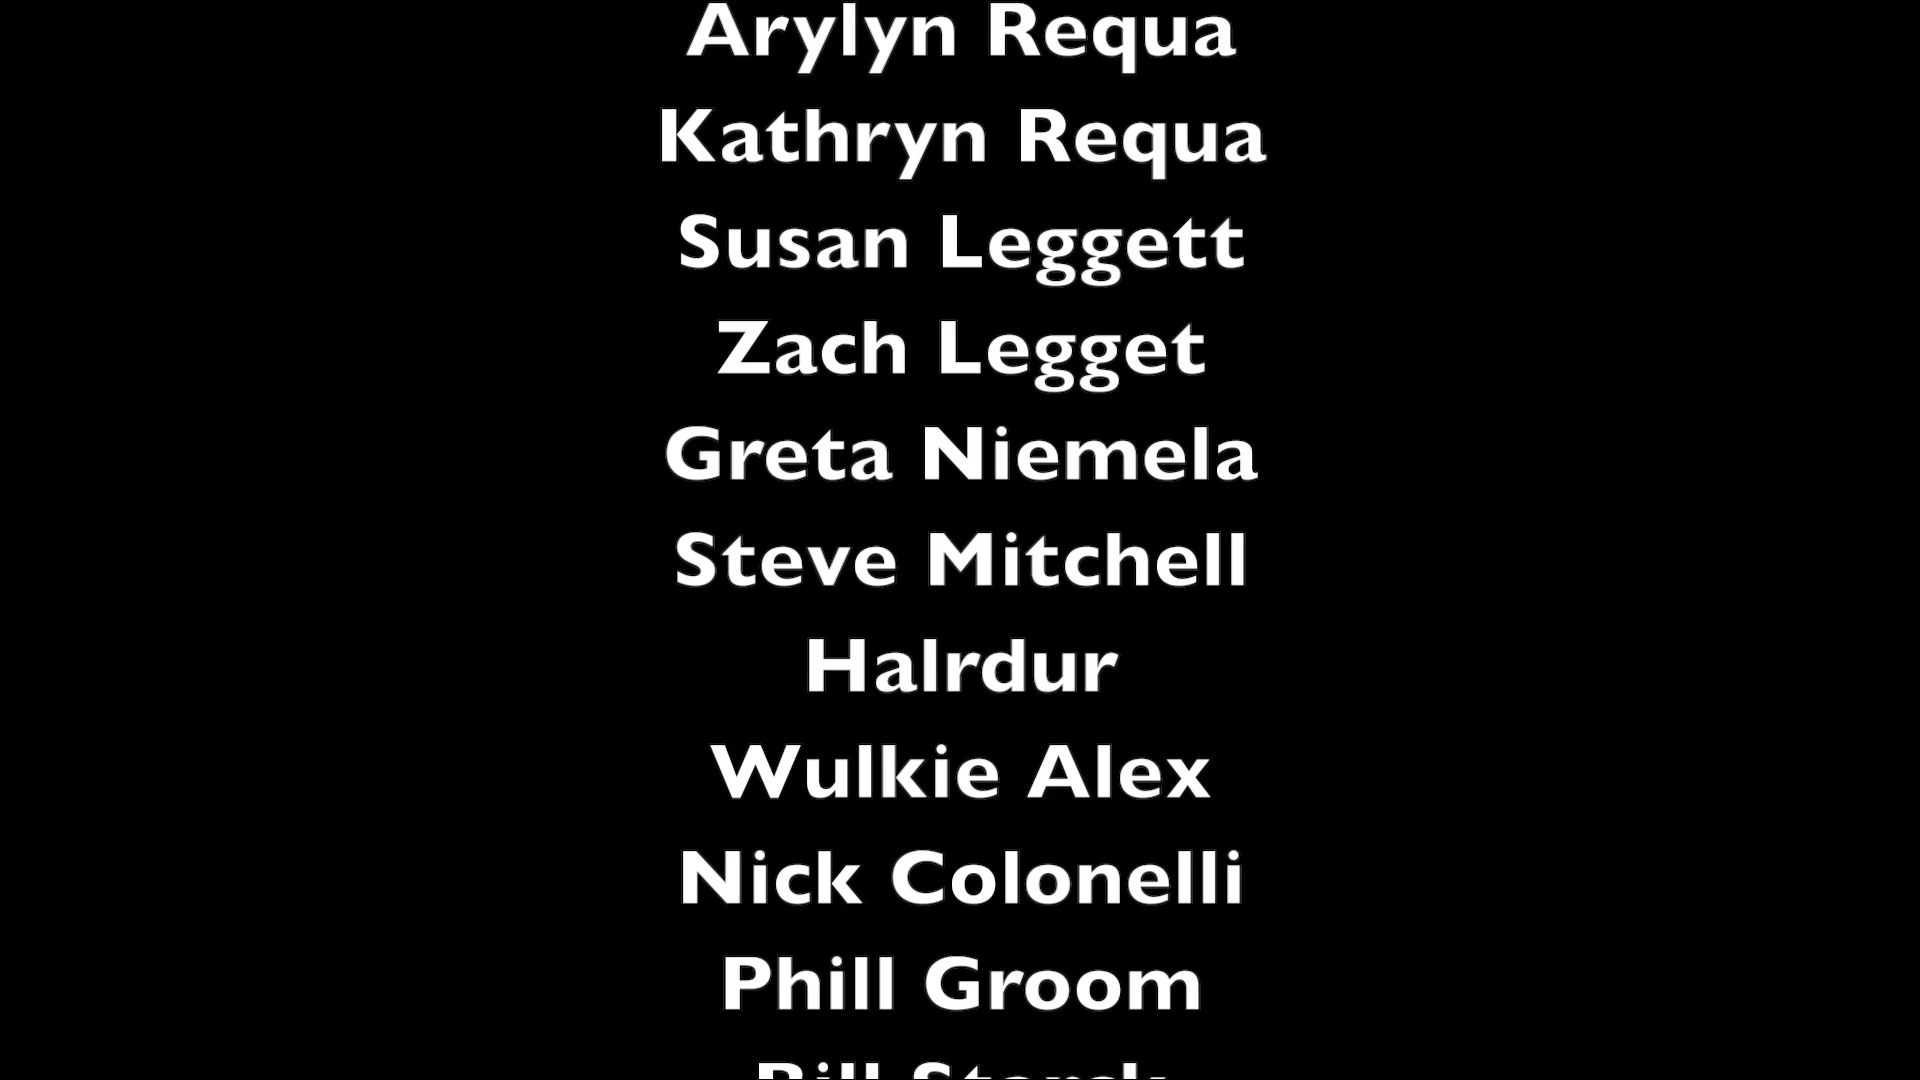 Arylyn Requa
Kathryn Requa
Susan Leggett
Zach Legget
Greta Niemela
Steve Mitchell
Halrdur
Wulkie Alex
Nick Colonelli
Phill Groom
Bill